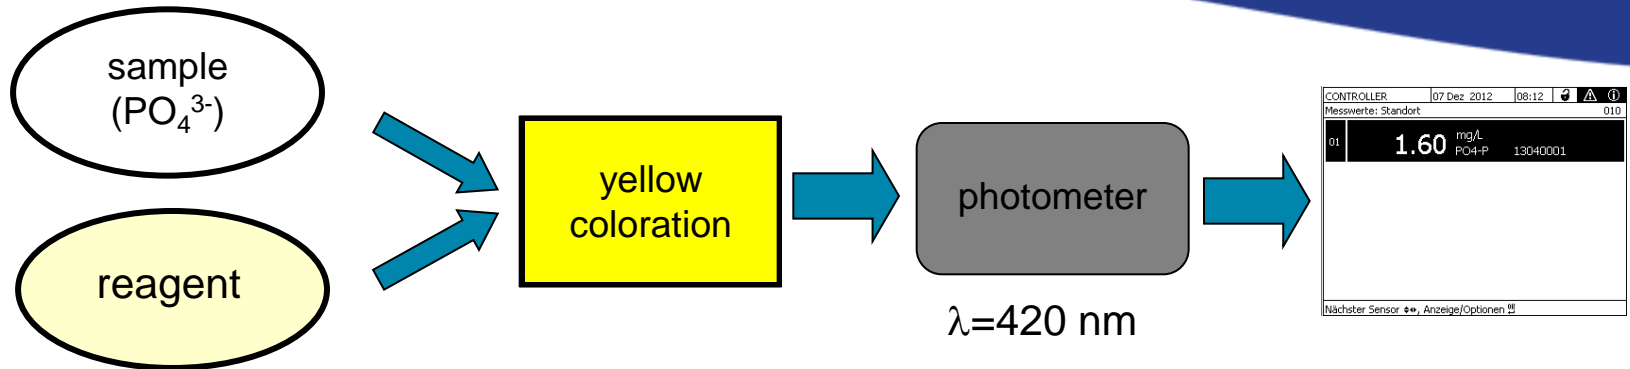 sample
(PO₄³⁻)
reagent
yellow
coloration
photometer
λ=420 nm
CONTROLLER 07 Dez 2012 08:12
Messwerte: Standort 010
01 1.60 mg/L
PO4-P 13040001
Nächster Sensor , Anzeige/Optionen